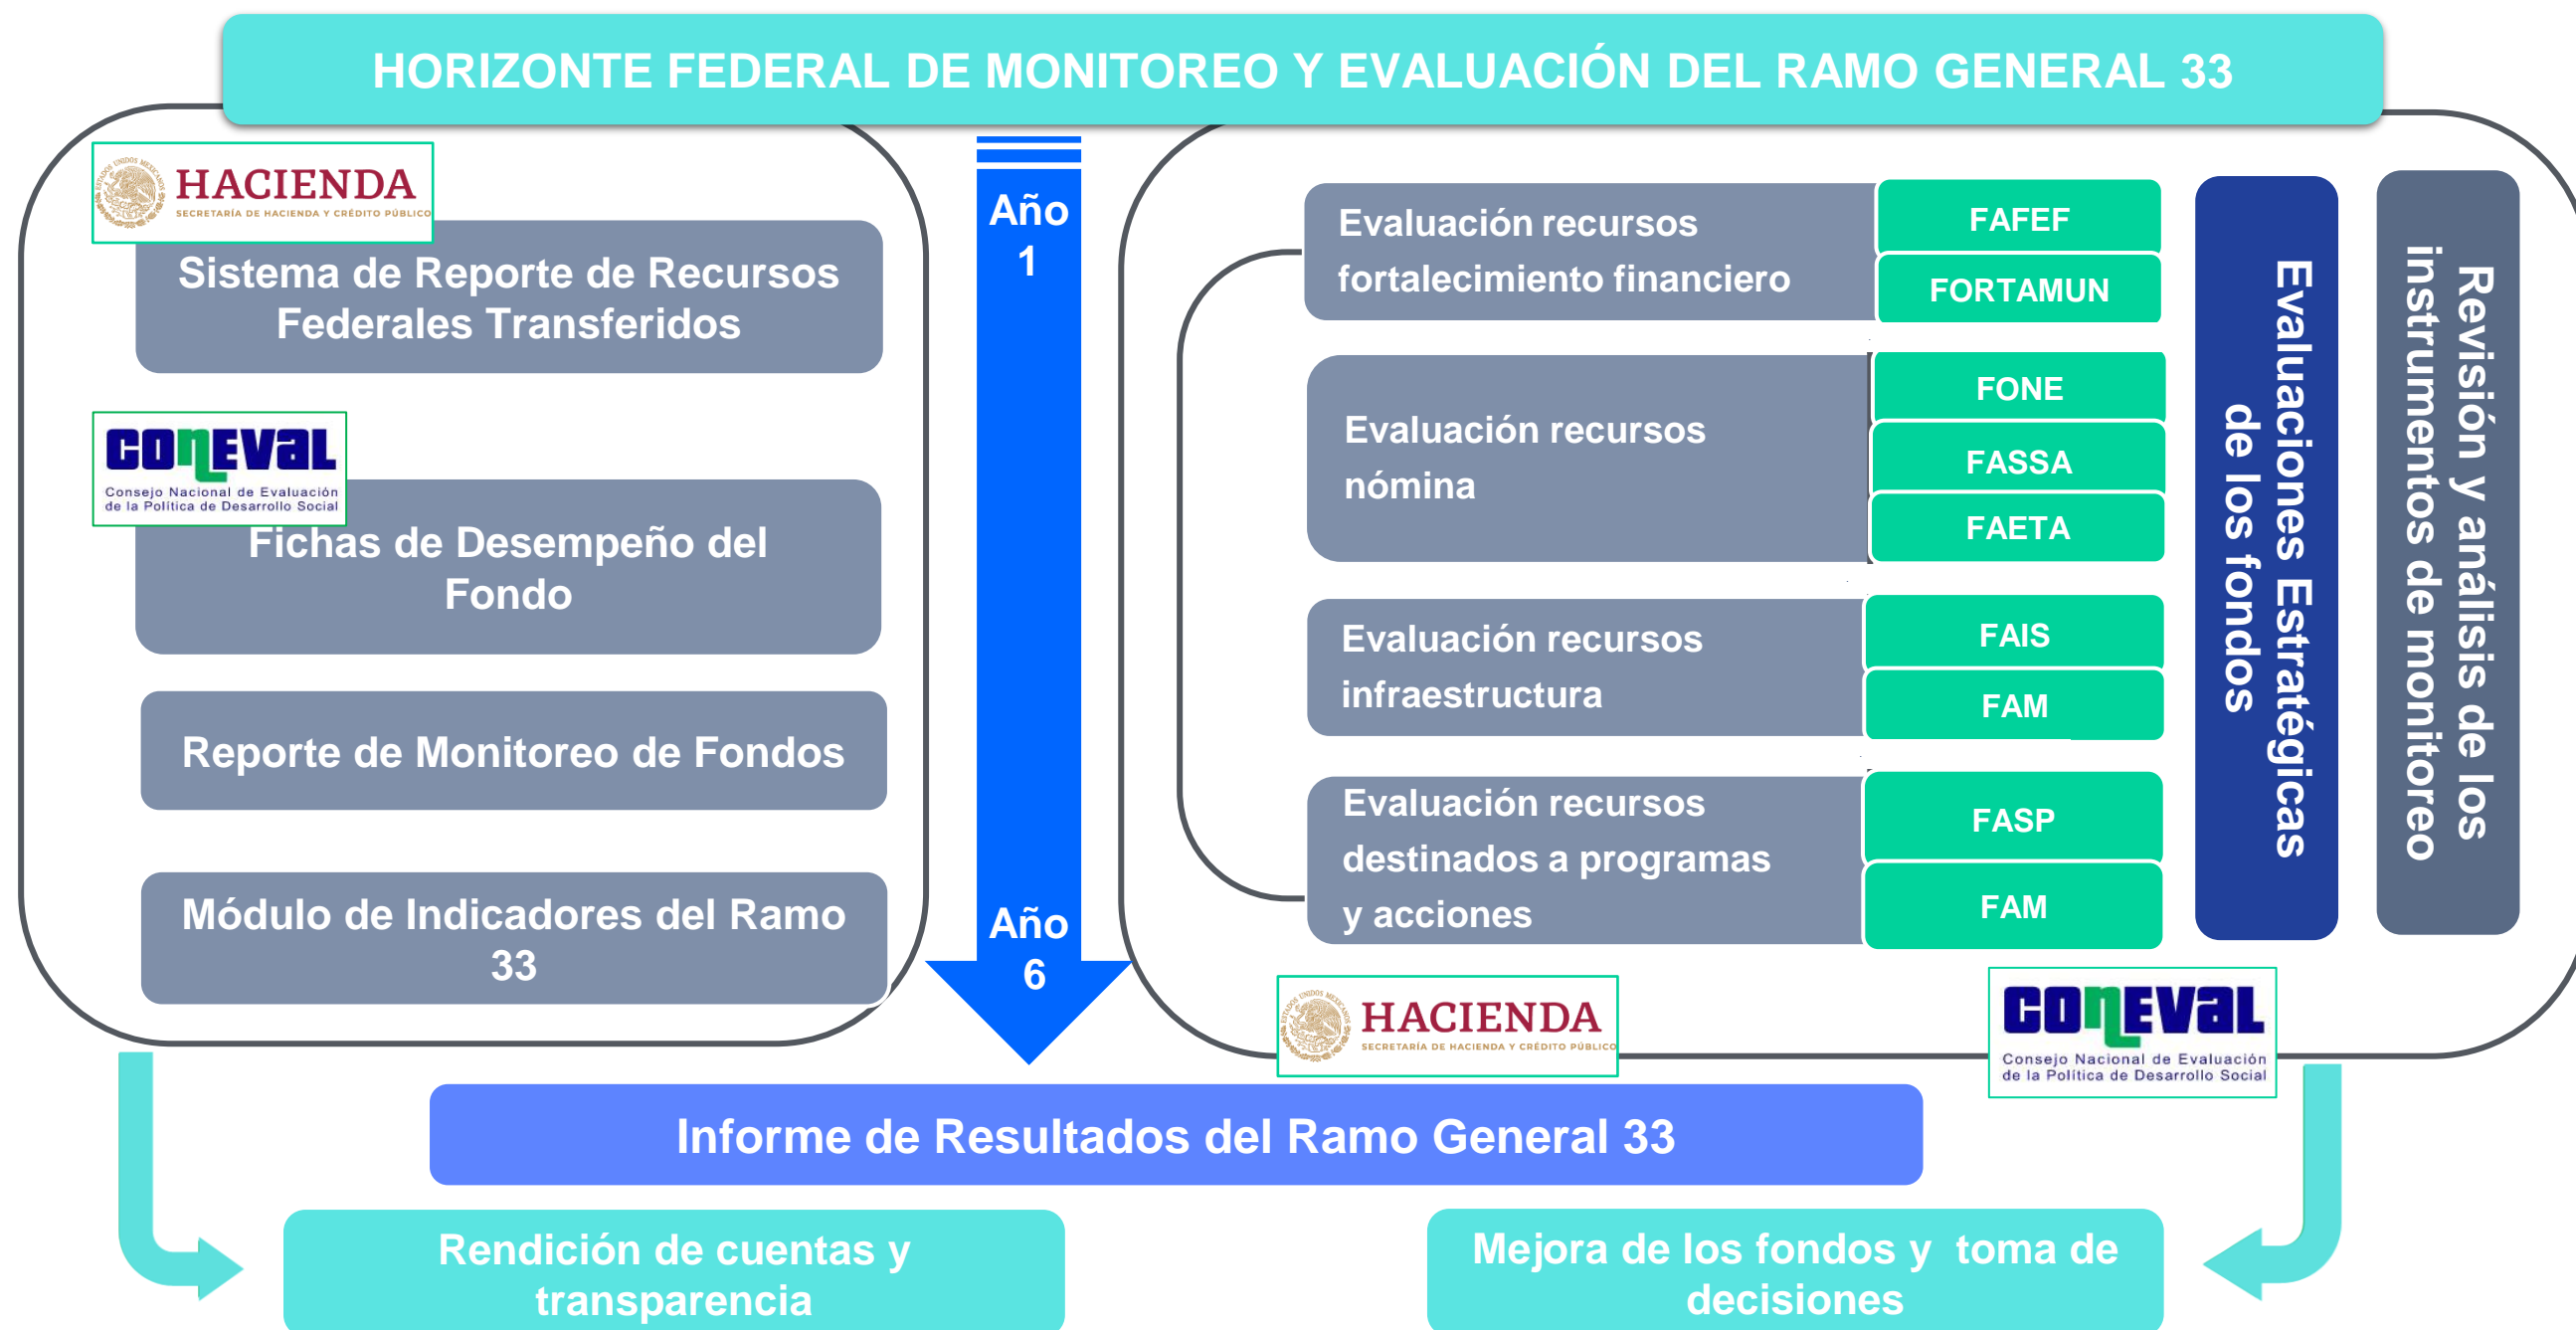 HORIZONTE FEDERAL DE MONITOREO Y EVALUACIÓN DEL RAMO GENERAL 33
HACIENDA
SECRETARÍA DE HACIENDA Y CRÉDITO PÚBLICO
Sistema de Reporte de Recursos
Federales Transferidos
CONEVAL
Consejo Nacional de Evaluación
de la Política de Desarrollo Social
Fichas de Desempeño del
Fondo
Reporte de Monitoreo de Fondos
Módulo de Indicadores del Ramo
33
Año
1
Año
6
Evaluación recursos
fortalecimiento financiero
FAFEF
FORTAMUN
Evaluación recursos
nómina
FONE
FASSA
FAETA
Evaluación recursos
infraestructura
FAIS
FAM
Evaluación recursos
destinados a programas
y acciones
FASP
FAM
Evaluaciones Estratégicas
de los fondos
Revisión y análisis de los
instrumentos de monitoreo
HACIENDA
SECRETARÍA DE HACIENDA Y CRÉDITO PÚBLICO
CONEVAL
Consejo Nacional de Evaluación
de la Política de Desarrollo Social
Informe de Resultados del Ramo General 33
Rendición de cuentas y
transparencia
Mejora de los fondos y toma de
decisiones